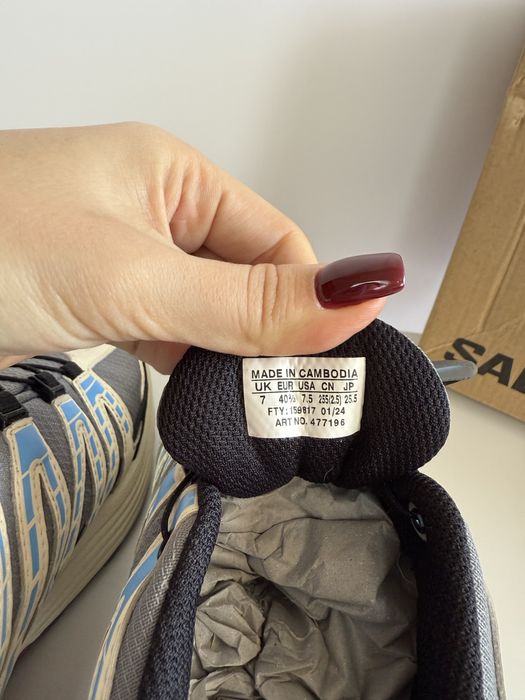 MADE IN CAMBODIA
UK EUR USA CN JP
7 40⅔ 7.5 255(2.5) 25.5
FTY: 159817 01/24
ART NO. 477196
SAL